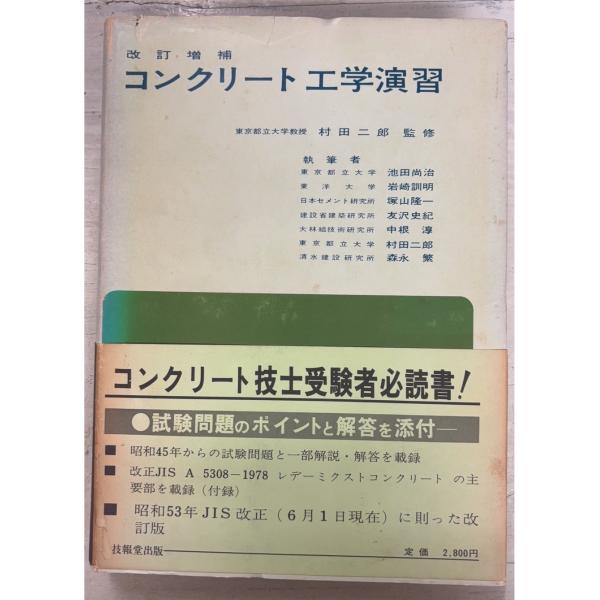 改訂増補
コンクリート工学演習
東京都立大学教授 村田二郎 監修
執筆者
東京都立大学 池田尚治
東洋大学 岩崎訓明
日本セメント研究所 塚山隆一
建設省建築研究所 友沢史紀
大林組技術研究所 中根淳
東京都立大学 村田二郎
清水建設研究所 森永繁
コンクリート技士受験者必読書!
●試験問題のポイントと解答を添付―
■ 昭和45年からの試験問題と一部解説・解答を載録
■ 改正JIS A 5308-1978 レデーミクストコンクリート の主
要部を載録(付録)
■ 昭和53年JIS改正(6月1日現在)に則った改
訂版
技報堂出版 定価 2,800円